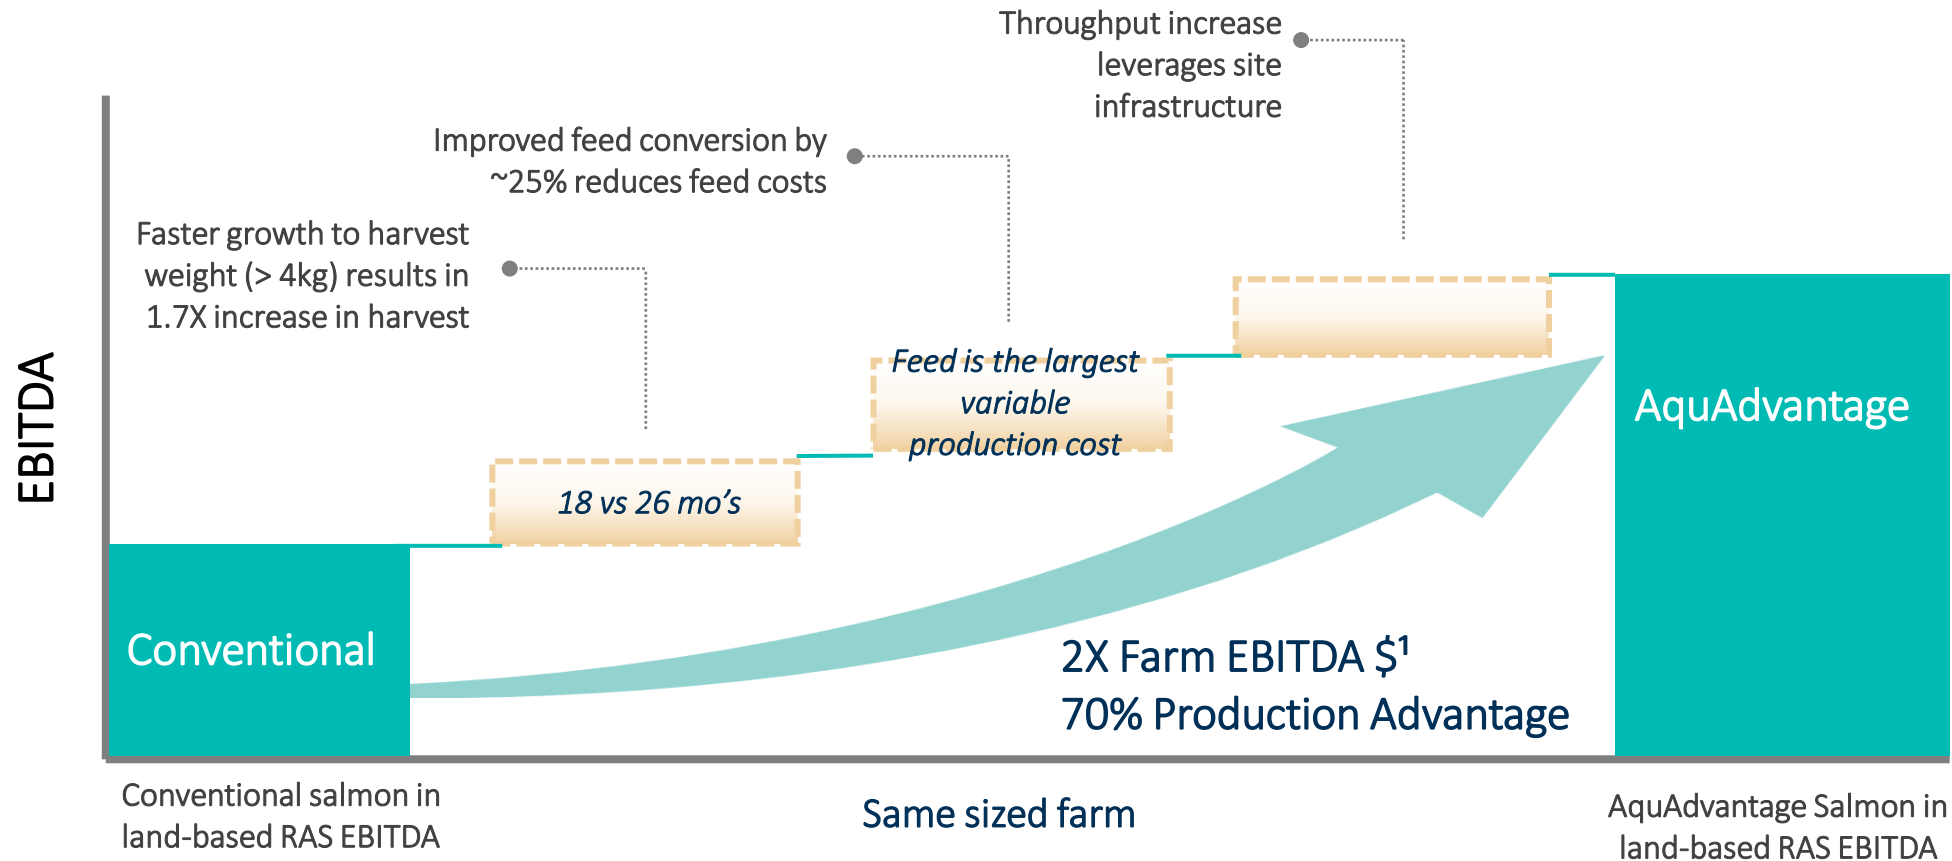 Throughput increase
leverages site
infrastructure
Improved feed conversion by
~25% reduces feed costs
Faster growth to harvest
weight (> 4kg) results in
1.7X increase in harvest
EBITDA
Feed is the largest
variable
production cost
18 vs 26 mo’s
AquAdvantage
Conventional
2X Farm EBITDA $¹
70% Production Advantage
Conventional salmon in
land-based RAS EBITDA
Same sized farm
AquAdvantage Salmon in
land-based RAS EBITDA